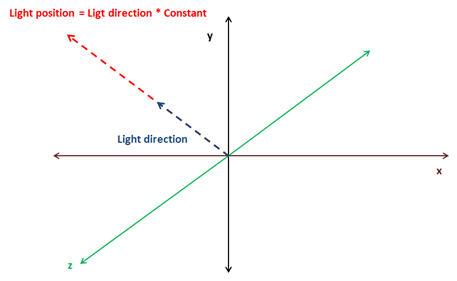 Light position = Ligt direction * Constant
y
Light direction
x
z